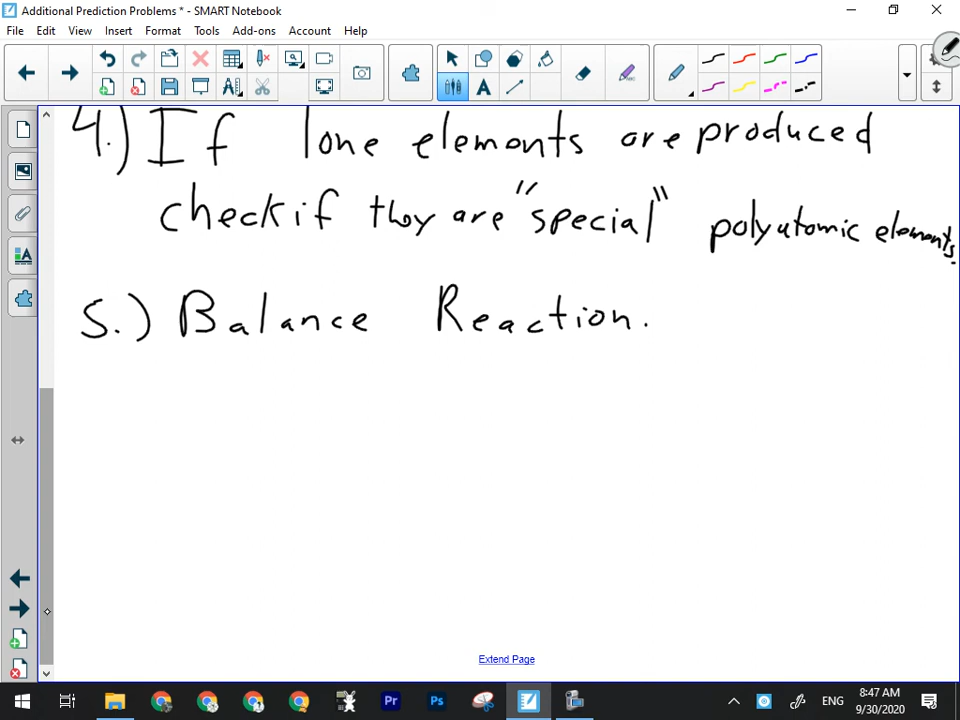 Additional Prediction Problems * - SMART Notebook
File Edit View Insert Format Tools Add-ons Account Help
4.) If lone elements are produced
check if they are "special" polyatomic elements.
5.) Balance Reaction.
Extend Page
Pr Ps ENG 8:47 AM
9/30/2020